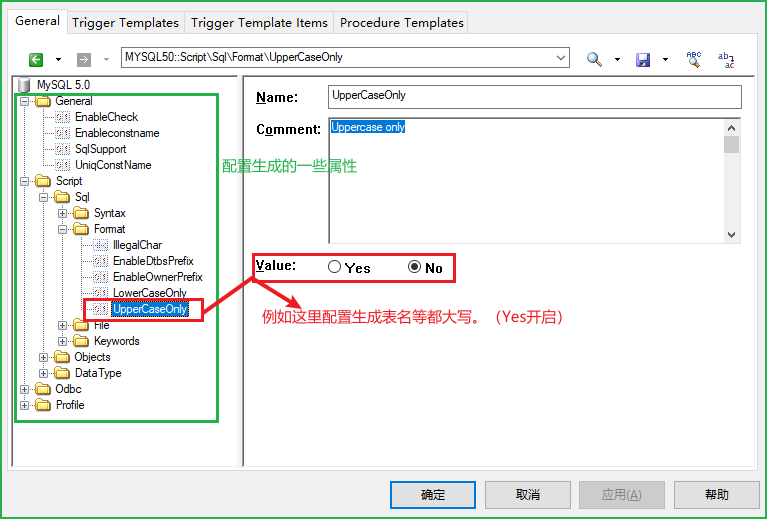 General
Trigger Templates
Trigger Template Items
Procedure Templates
MYSQL50::Script\Sql\Format\UpperCaseOnly
ABC
ab
ac
MySQL 5.0
General
EnableCheck
Enableconstname
SqlSupport
UniqConstName
Script
Sql
Syntax
Format
IllegalChar
EnableDtbsPrefix
EnableOwnerPrefix
LowerCaseOnly
UpperCaseOnly
File
Keywords
Objects
DataType
Odbc
Profile
配置生成的一些属性
Name:
UpperCaseOnly
Comment:
Uppercase only
Value:
Yes
No
例如这里配置生成表名等都大写。（Yes开启）
确定
取消
应用(A)
帮助